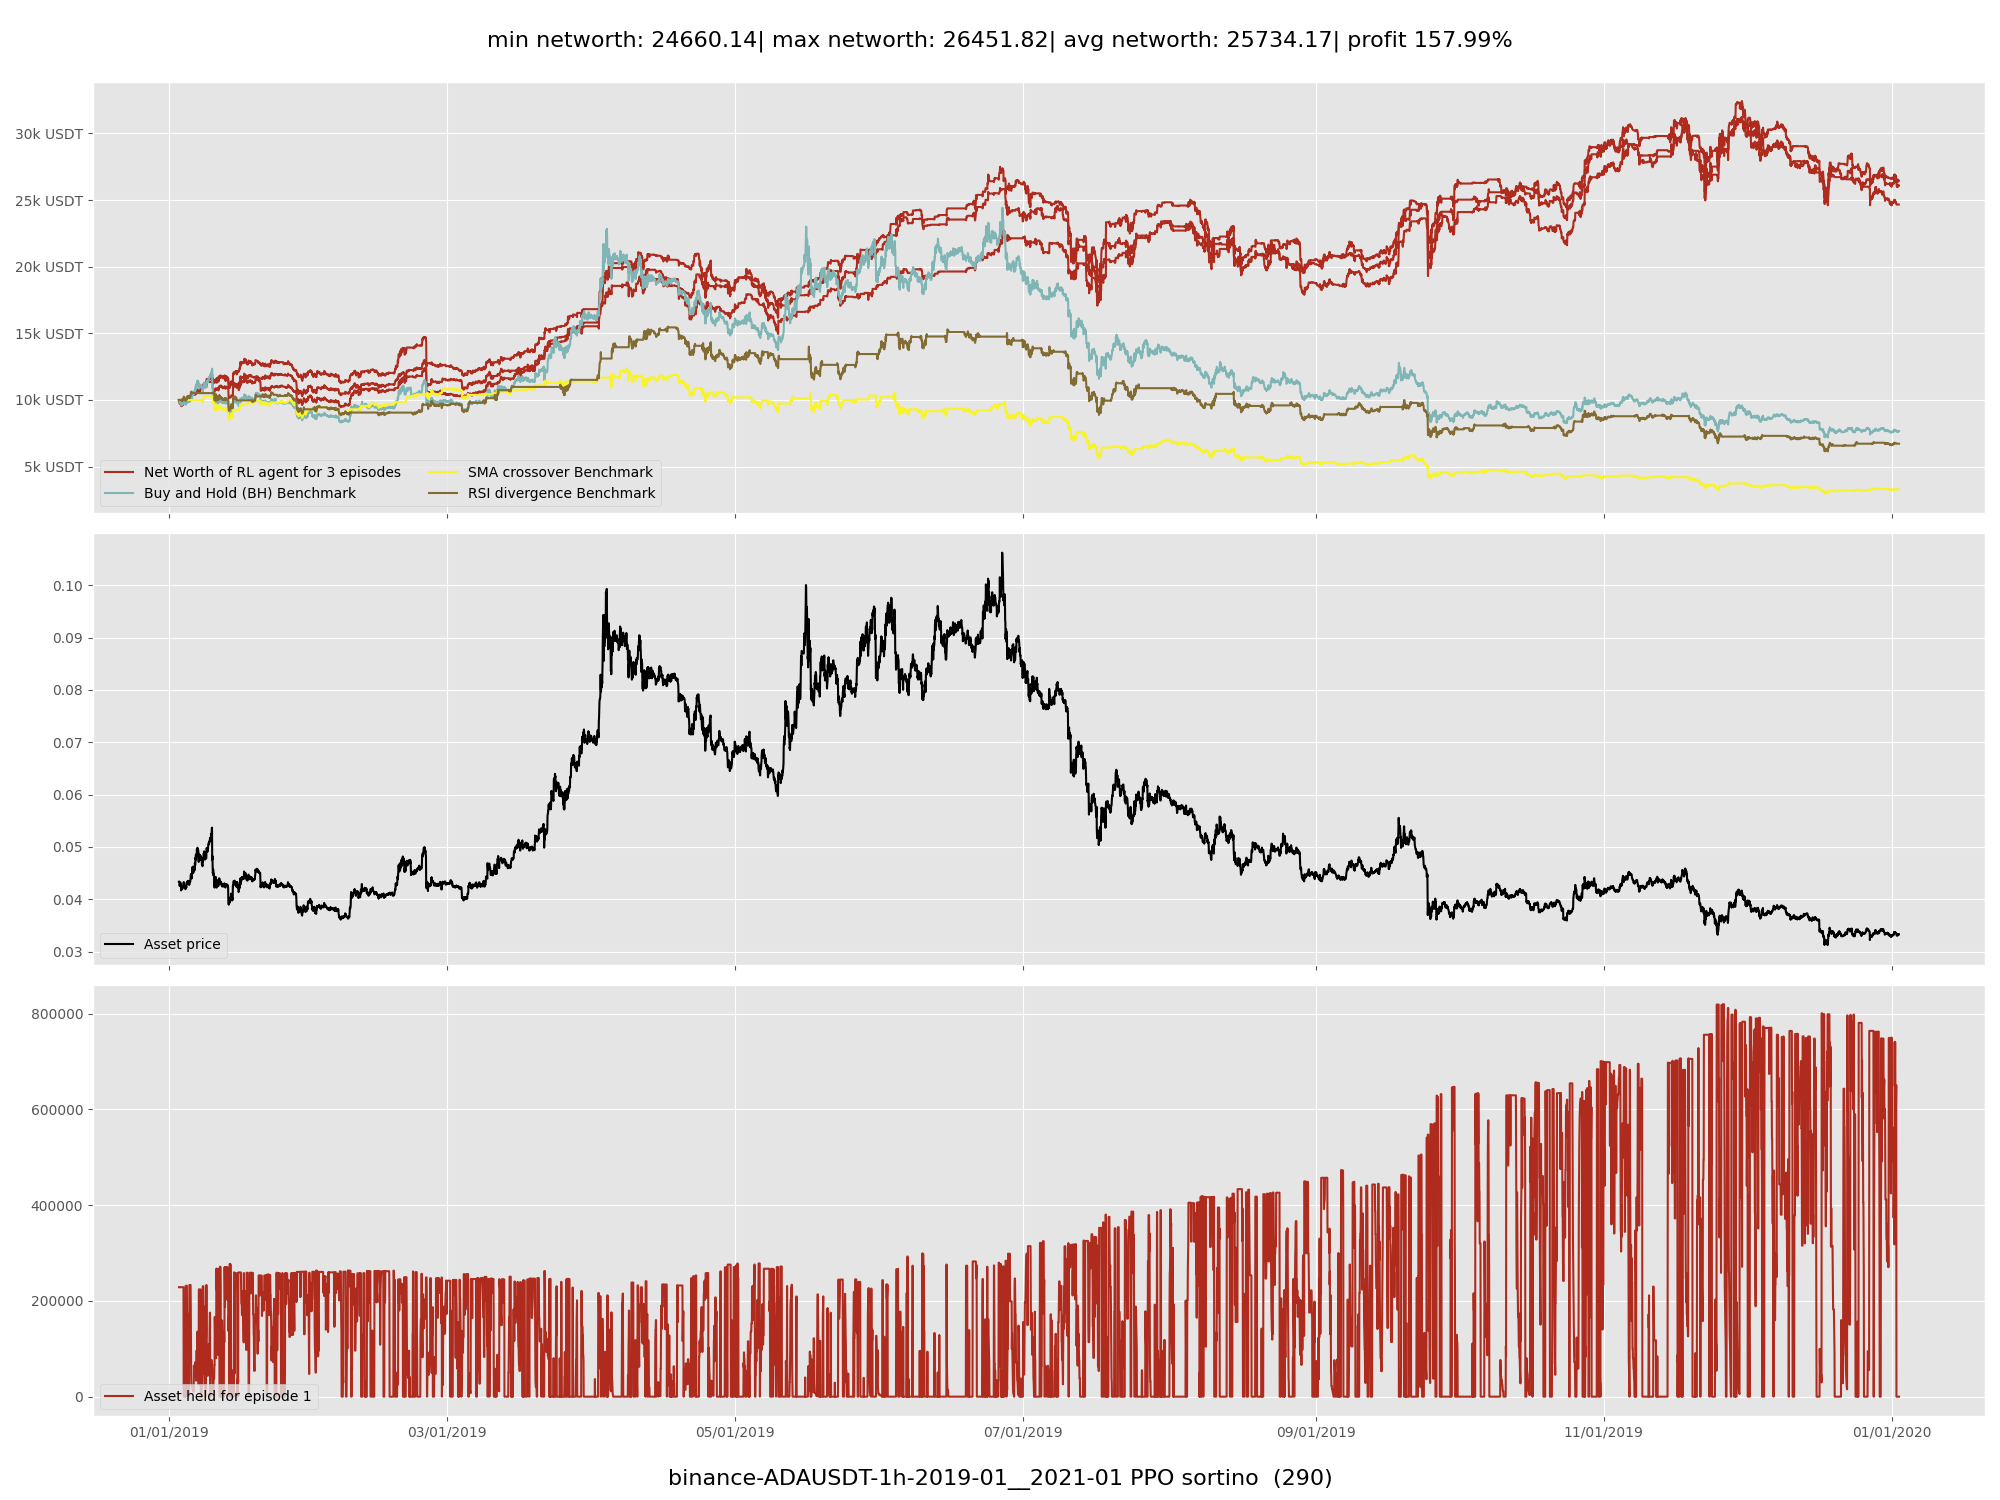 min networth: 24660.14| max networth: 26451.82| avg networth: 25734.17| profit 157.99%
30k USDT
25k USDT
20k USDT
15k USDT
10k USDT
5k USDT
Net Worth of RL agent for 3 episodes
Buy and Hold (BH) Benchmark
SMA crossover Benchmark
RSI divergence Benchmark
0.10
0.09
0.08
0.07
0.06
0.05
0.04
0.03
Asset price
800000
600000
400000
200000
0
Asset held for episode 1
01/01/2019 03/01/2019 05/01/2019 07/01/2019 09/01/2019 11/01/2019 01/01/2020
binance-ADAUSDT-1h-2019-01__2021-01 PPO sortino (290)